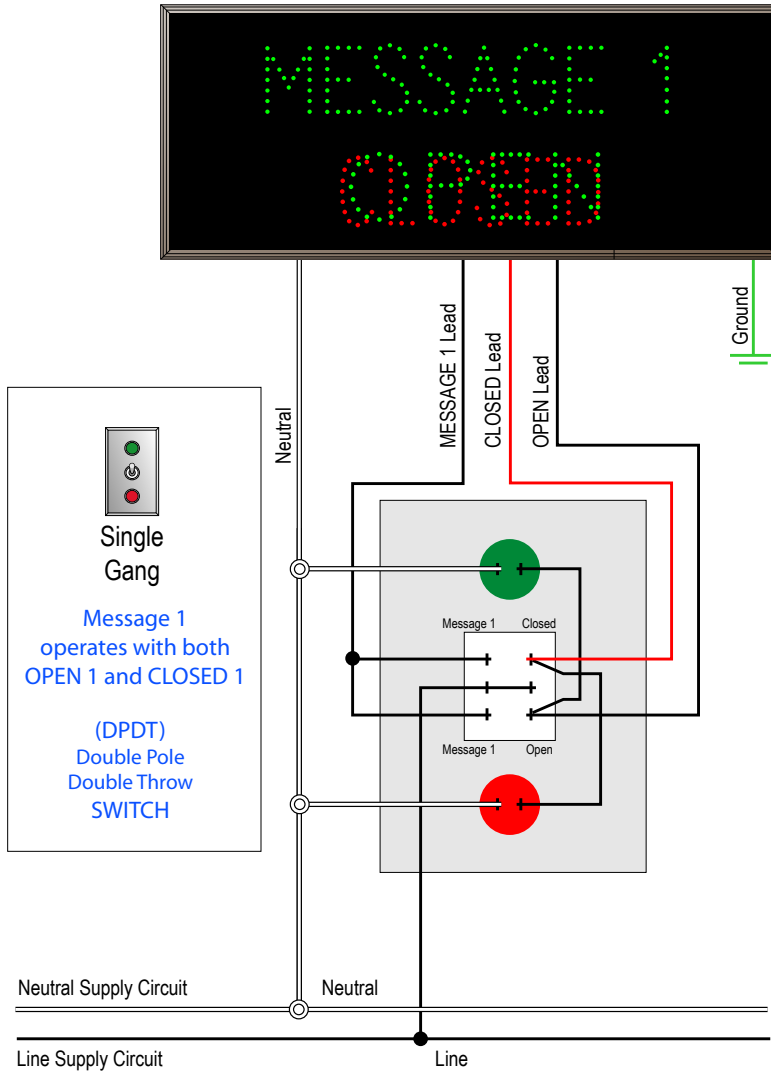 MESSAGE 1
OPEN
CLOSED
Neutral
MESSAGE 1 Lead
CLOSED Lead
OPEN Lead
Ground
Single
Gang
Message 1
operates with both
OPEN 1 and CLOSED 1
(DPDT)
Double Pole
Double Throw
SWITCH
Message 1 Closed
Message 1 Open
Neutral Supply Circuit Neutral
Line Supply Circuit Line